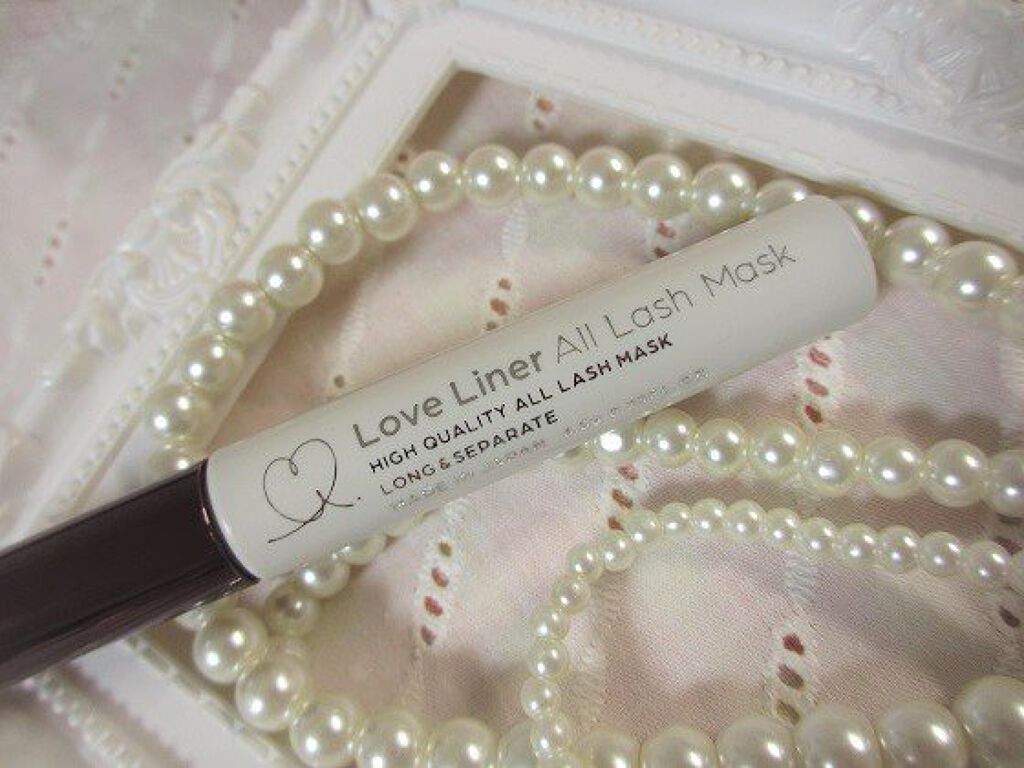 Love Liner All Lash Mask
HIGH QUALITY ALL LASH MASK
LONG & SEPARATE
MADE IN JAPAN